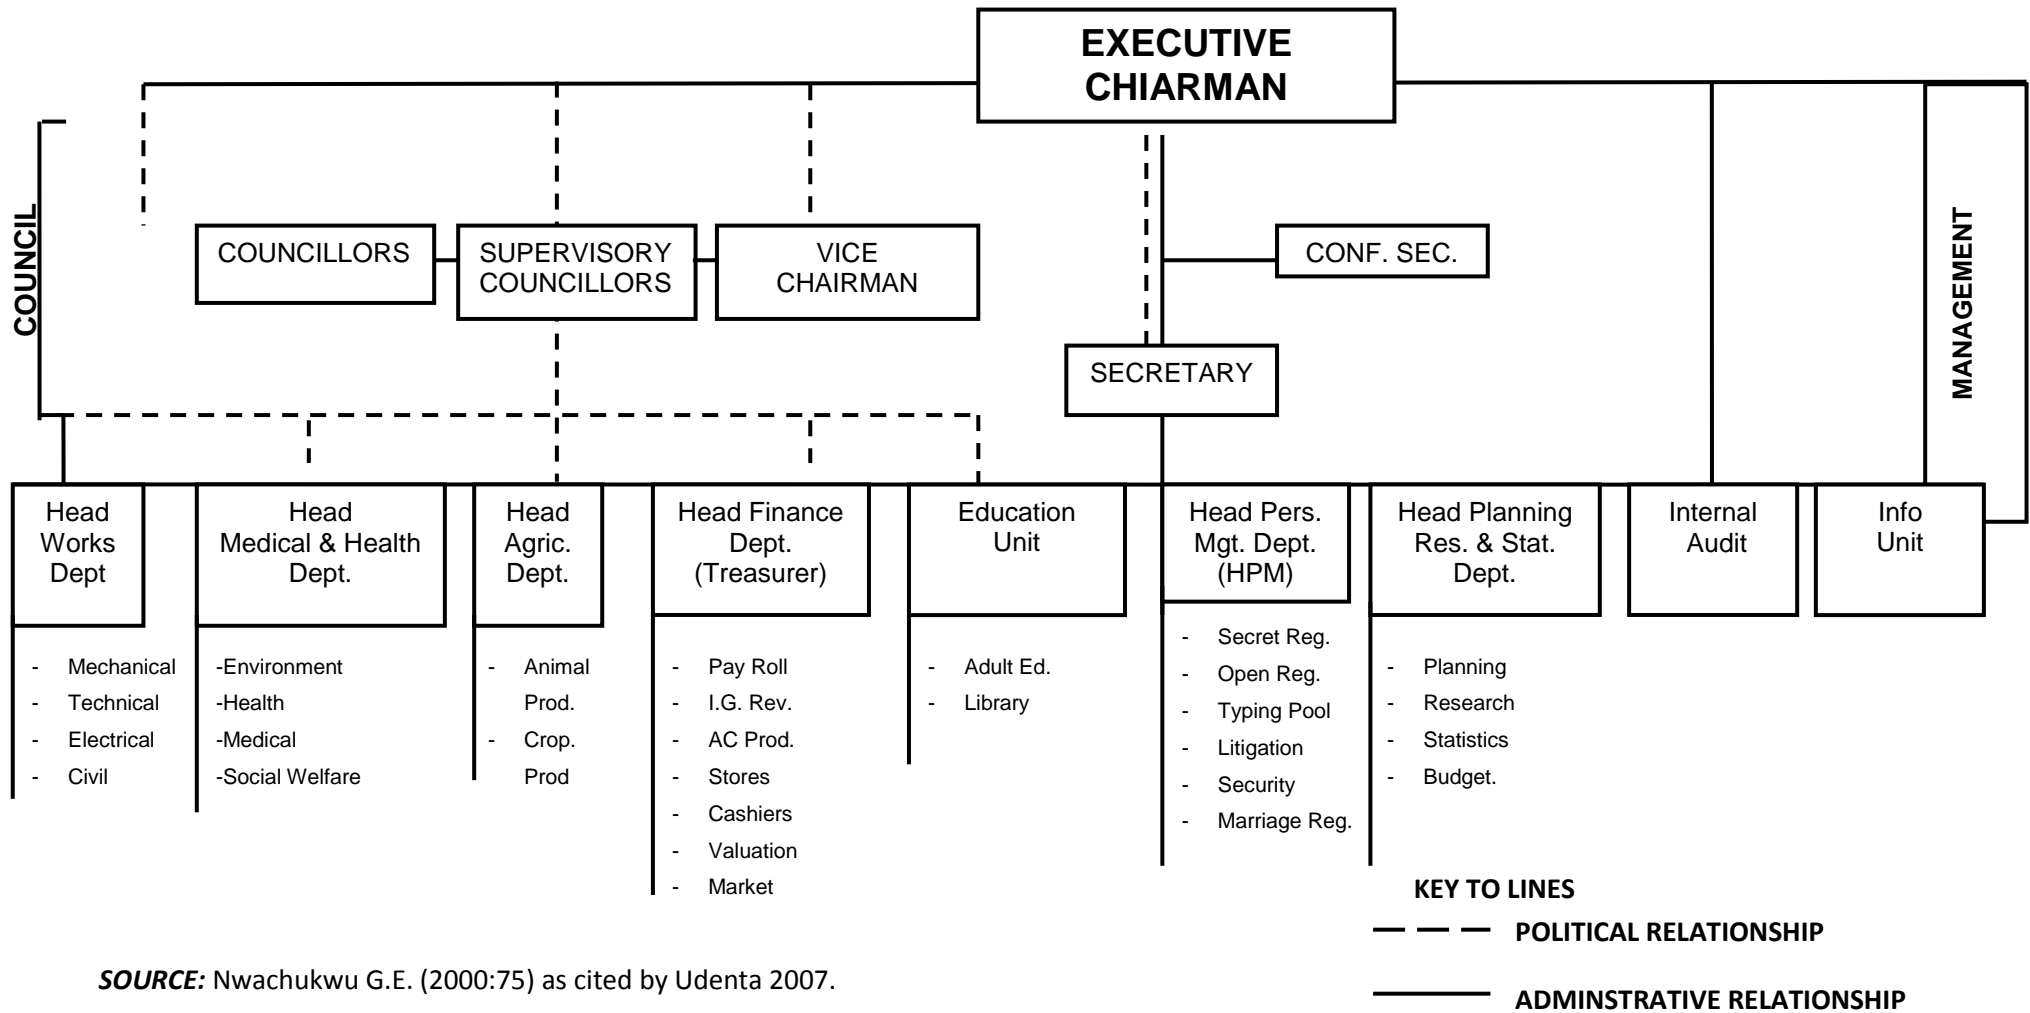 EXECUTIVE
CHIARMAN
COUNCIL
COUNCILLORS
SUPERVISORY
COUNCILLORS
VICE
CHAIRMAN
CONF. SEC.
MANAGEMENT
SECRETARY
Head
Works
Dept
Head
Medical & Health
Dept.
Head
Agric.
Dept.
Head Finance
Dept.
(Treasurer)
Education
Unit
Head Pers.
Mgt. Dept.
(HPM)
Head Planning
Res. & Stat.
Dept.
Internal
Audit
Info
Unit
- Mechanical
- Technical
- Electrical
- Civil
-Environment
-Health
-Medical
-Social Welfare
- Animal
Prod.
- Crop.
Prod
- Pay Roll
- I.G. Rev.
- AC Prod.
- Stores
- Cashiers
- Valuation
- Market
- Adult Ed.
- Library
- Secret Reg.
- Open Reg.
- Typing Pool
- Litigation
- Security
- Marriage Reg.
- Planning
- Research
- Statistics
- Budget.
KEY TO LINES
POLITICAL RELATIONSHIP
ADMINSTRATIVE RELATIONSHIP
SOURCE: Nwachukwu G.E. (2000:75) as cited by Udenta 2007.